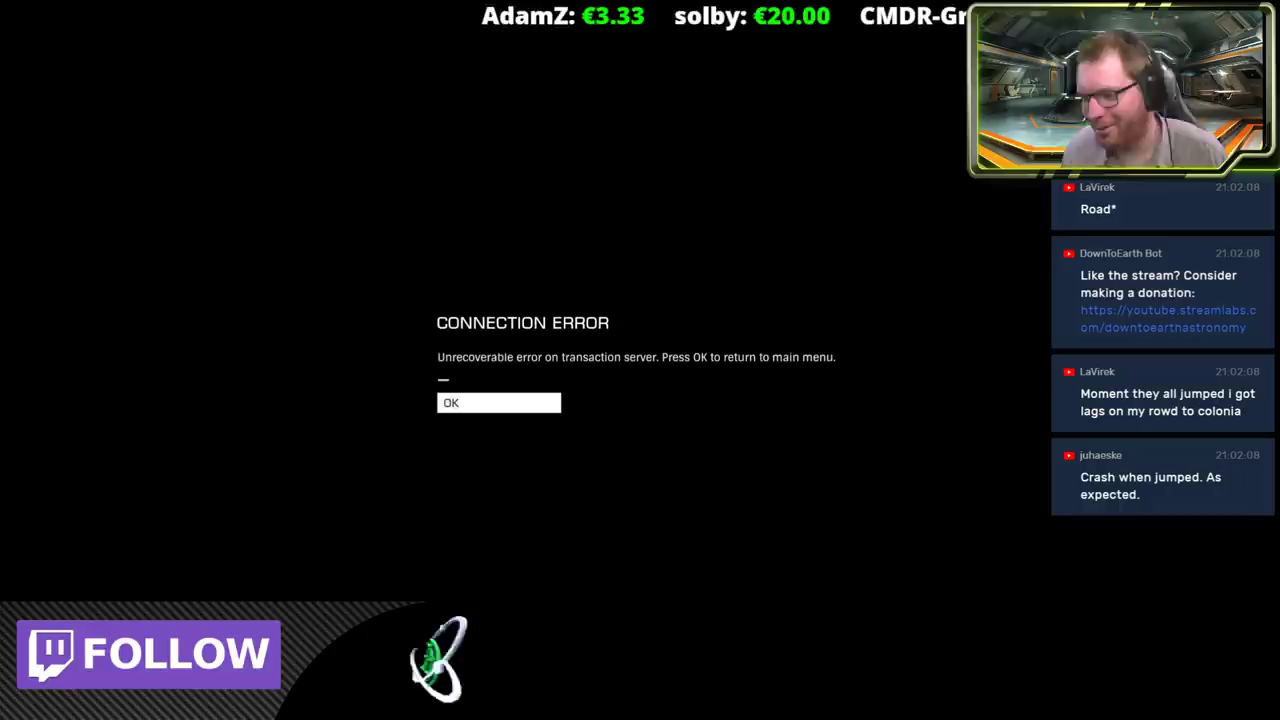 AdamZ: €3.33 solby: €20.00 CMDR-Gr
LaVirek 21:02:08
Road*
DownToEarth Bot 21:02:08
Like the stream? Consider
making a donation:
https://youtube.streamlabs.c
om/downtoearthastronomy
LaVirek 21:02:08
Moment they all jumped i got
lags on my rowd to colonia
juhaeske 21:02:08
Crash when jumped. As
expected.
CONNECTION ERROR
Unrecoverable error on transaction server. Press OK to return to main menu.
OK
FOLLOW